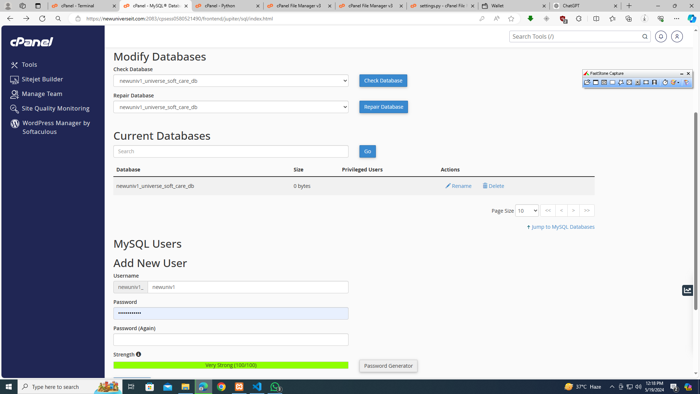 cPanel - Terminal
cPanel - MySQL® Datab
cPanel - Python
cPanel File Manager v3
cPanel File Manager v3
settings.py
cPanel File
Wallet
ChatGPT
https://newuniverseit.com:2083/cpsess0580521490/frontend/jupiter/sql/index.html
cPanel
Search Tools (/)
Tools
Sitejet Builder
Manage Team
Site Quality Monitoring
WordPress Manager by
Softaculous
Modify Databases
Check Database
newuniv1_universe_soft_care_db
Check Database
Repair Database
newuniv1_universe_soft_care_db
Repair Database
FastStone Capture
Current Databases
Search
Go
Database Size Privileged Users Actions
newuniv1_universe_soft_care_db 0 bytes Rename Delete
Page Size 10 << < > >>
Jump to MySQL Databases
MySQL Users
Add New User
Username
newuniv1_ newuniv1
Password
Password (Again)
Strength
Very Strong (100/100)
Password Generator
Type here to search
37°C Haze
12:18 PM
5/19/2024